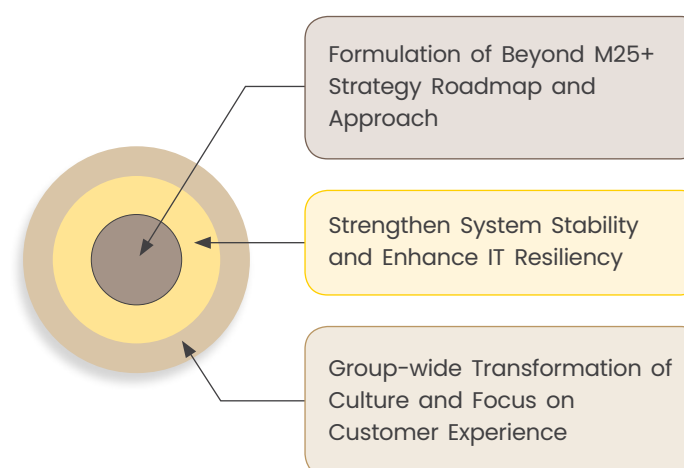 Formulation of Beyond M25+
Strategy Roadmap and
Approach
Strengthen System Stability
and Enhance IT Resiliency
Group-wide Transformation of
Culture and Focus on
Customer Experience